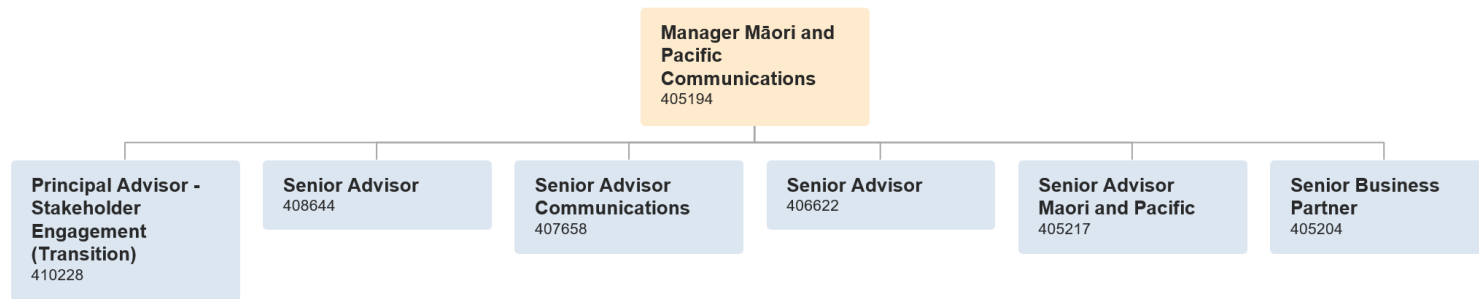 Manager Māori and
Pacific
Communications
405194
Principal Advisor -
Stakeholder
Engagement
(Transition)
410228
Senior Advisor
408644
Senior Advisor
Communications
407658
Senior Advisor
406622
Senior Advisor
Maori and Pacific
405217
Senior Business
Partner
405204